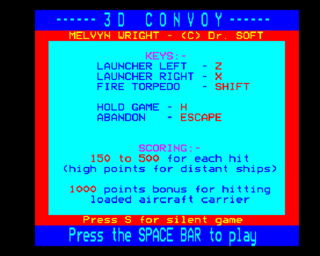 ------ 3D CONVOY ------
MELVYN WRIGHT - (C) Dr. SOFT
KEYS:-
LAUNCHER LEFT - Z
LAUNCHER RIGHT - X
FIRE TORPEDO - SHIFT
HOLD GAME - H
ABANDON - ESCAPE
SCORING:-
150 to 500 for each hit
(high points for distant ships)
1000 points bonus for hitting
loaded aircraft carrier
Press S for silent game
Press the SPACE BAR to play